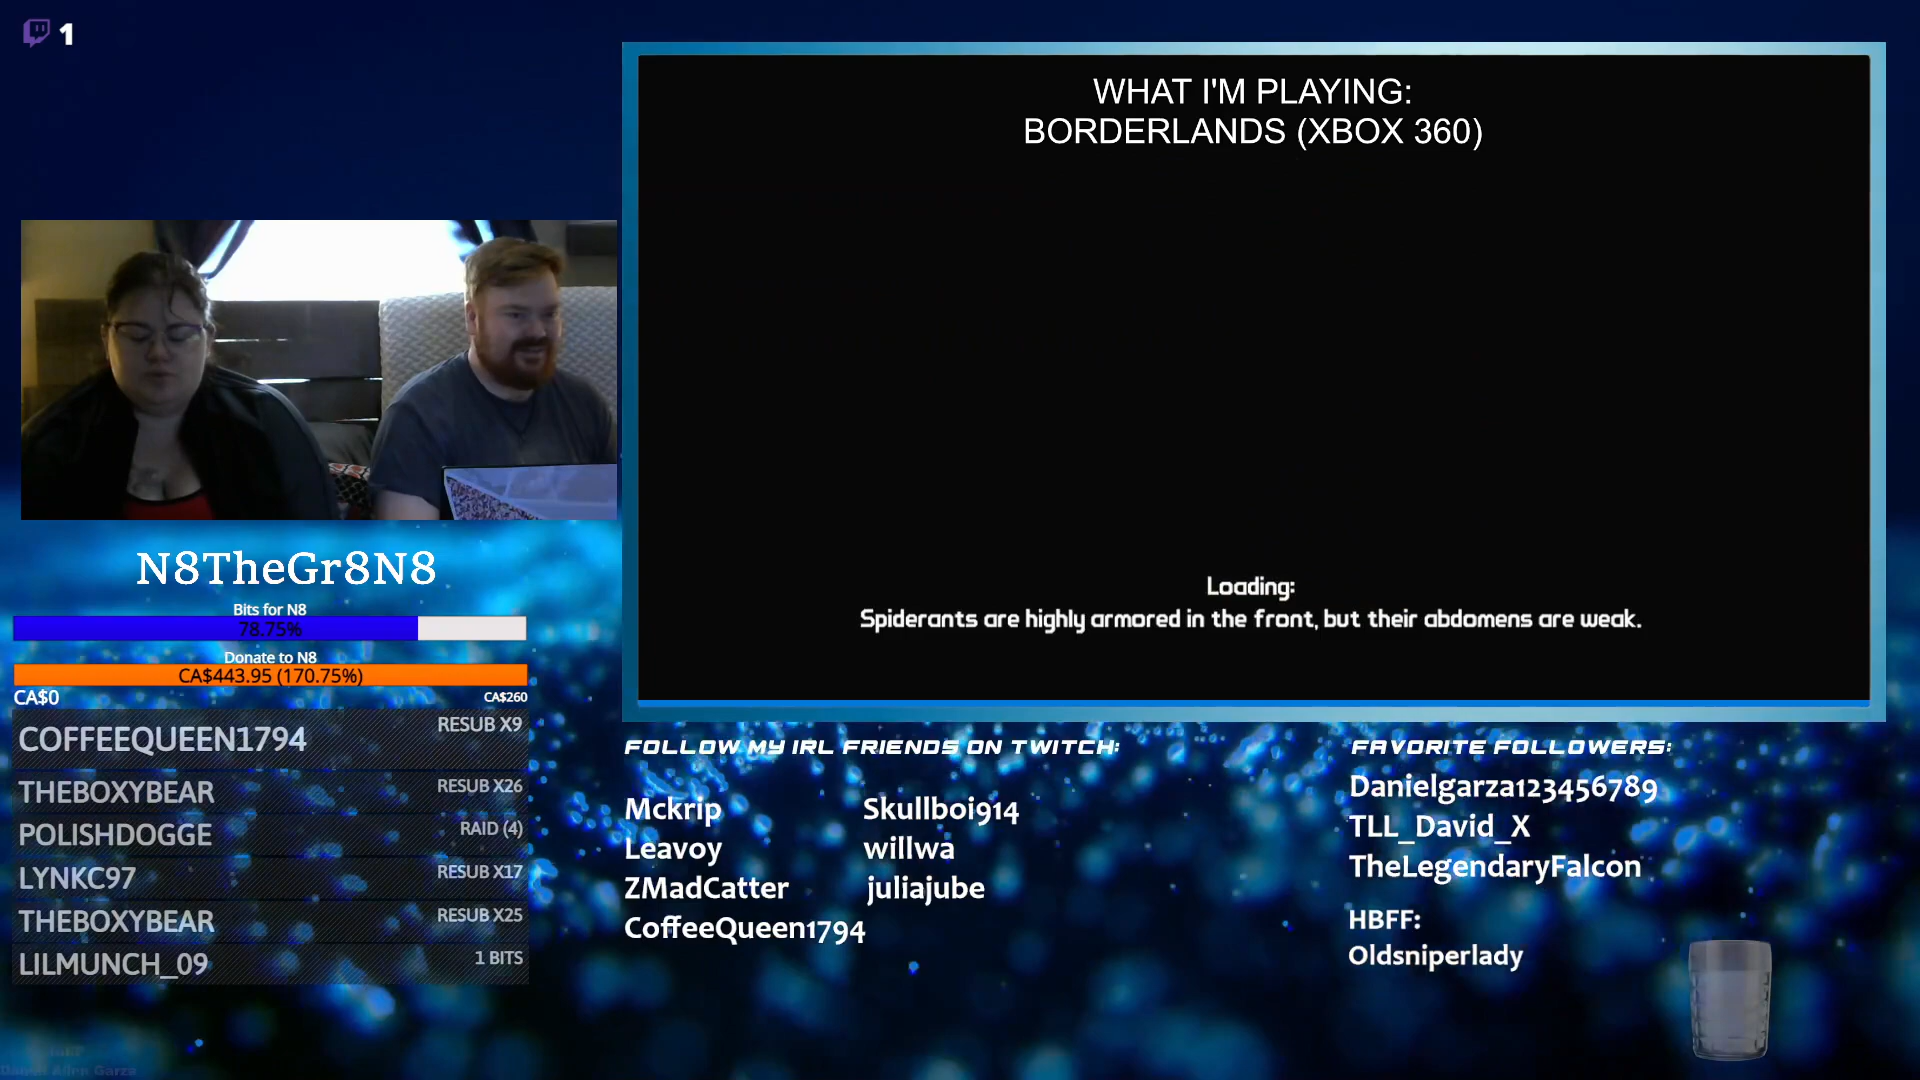 1
WHAT I'M PLAYING:
BORDERLANDS (XBOX 360)
Loading:
Spiderants are highly armored in the front, but their abdomens are weak.
N8TheGr8N8
Bits for N8
78.75%
Donate to N8
CA$443.95 (170.75%)
CA$0
CA$260
COFFEEQUEEN1794
RESUB X9
THEBOXYBEAR
RESUB X26
POLISHDOGGE
RAID (4)
LYNKC97
RESUB X17
THEBOXYBEAR
RESUB X25
LILMUNCH_09
1 BITS
FOLLOW MY IRL FRIENDS ON TWITCH:
Mckrip
Skullboi914
Leavoy
willwa
ZMadCatter
juliajube
CoffeeQueen1794
FAVORITE FOLLOWERS:
Danielgarza123456789
TLL_David_X
TheLegendaryFalcon
HBFF:
Oldsniperlady